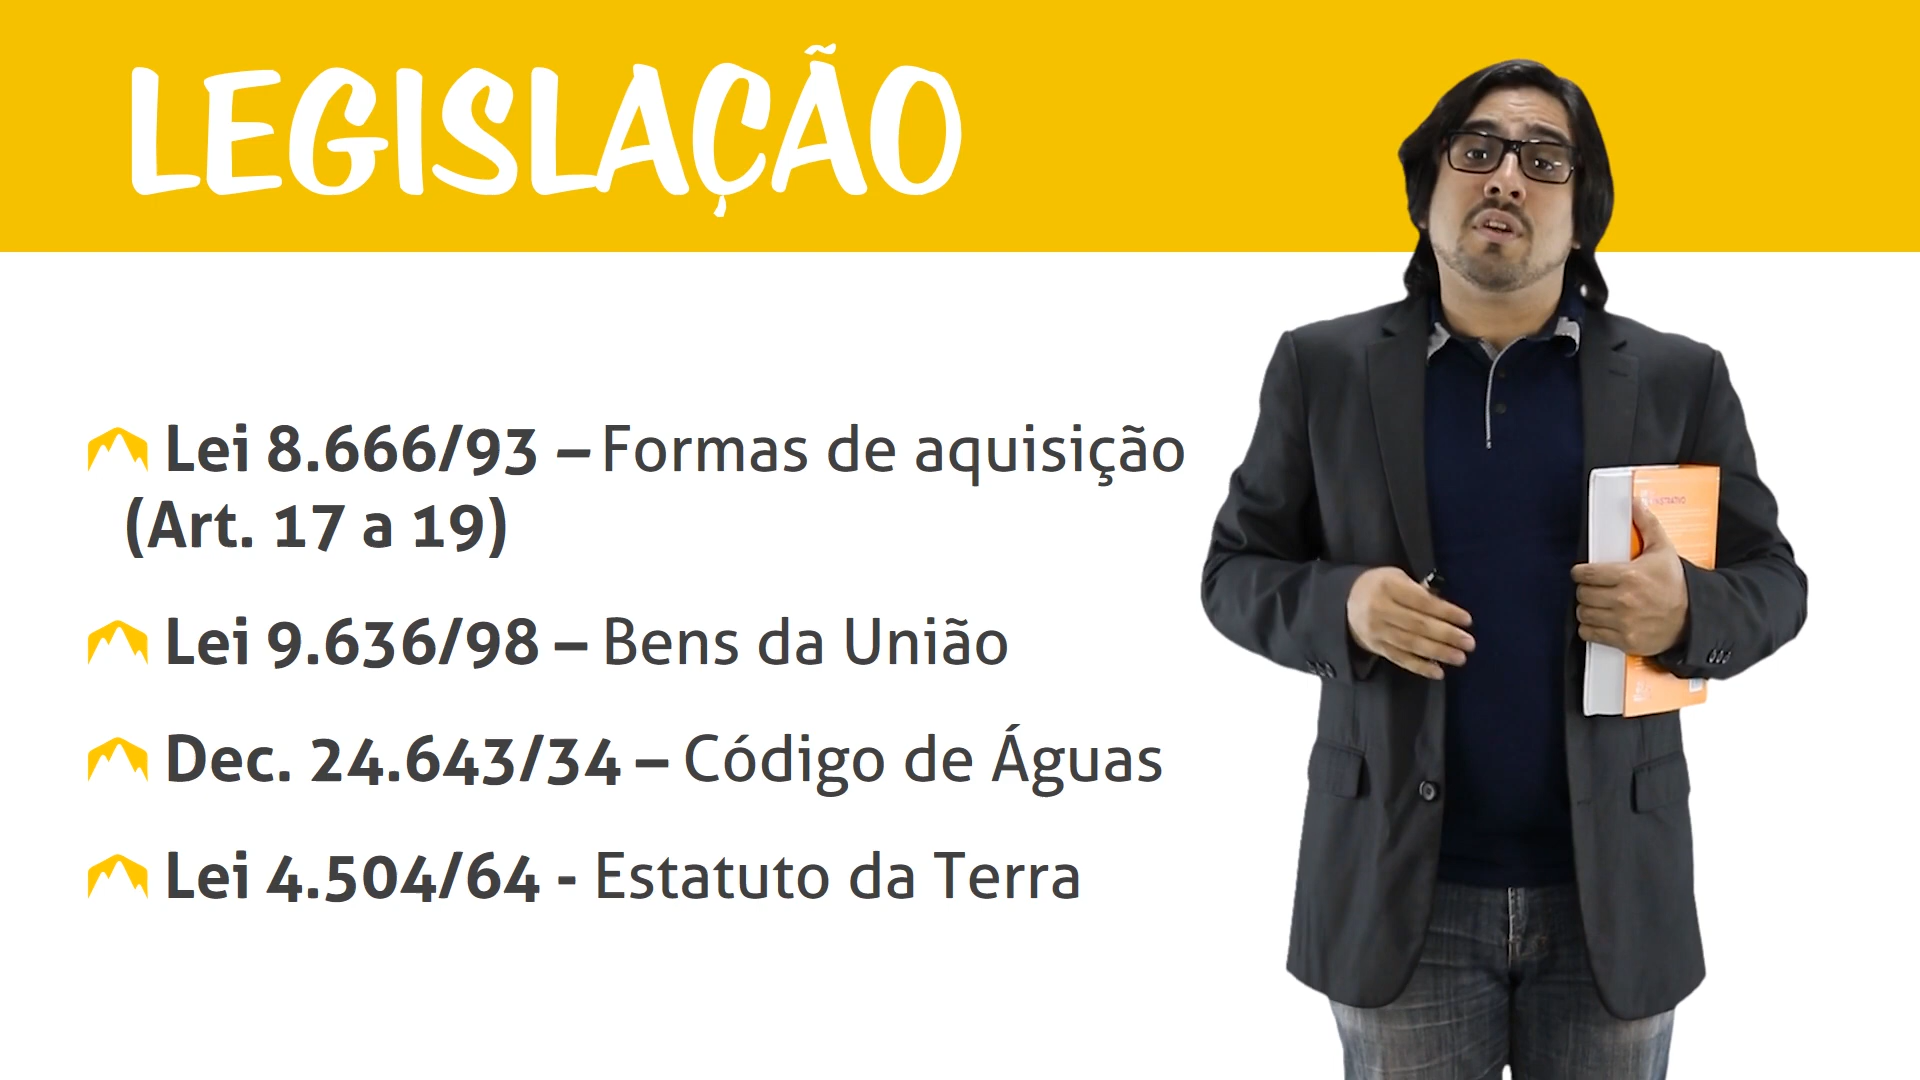 LEGISLAÇÃO
Lei 8.666/93 – Formas de aquisição
(Art. 17 a 19)
Lei 9.636/98 – Bens da União
Dec. 24.643/34 – Código de Águas
Lei 4.504/64 - Estatuto da Terra